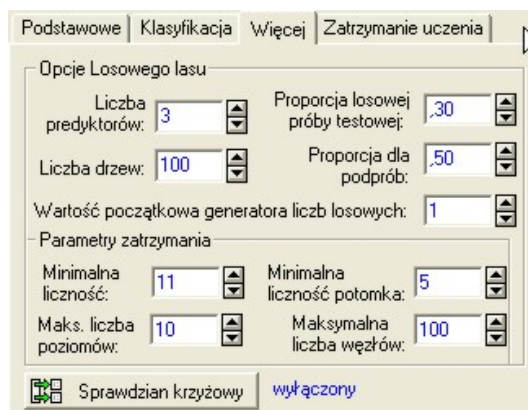 Podstawowe Klasyfikacja Więcej Zatrzymanie uczenia
Opcje Losowego lasu
Liczba predyktorów: 3
Proporcja losowej próby testowej: ,30
Liczba drzew: 100
Proporcja dla podprób: ,50
Wartość początkowa generatora liczb losowych: 1
Parametry zatrzymania
Minimalna liczność: 11
Minimalna liczność potomka: 5
Maks. liczba poziomów: 10
Maksymalna liczba węzłów: 100
Sprawdzian krzyżowy wyłączony